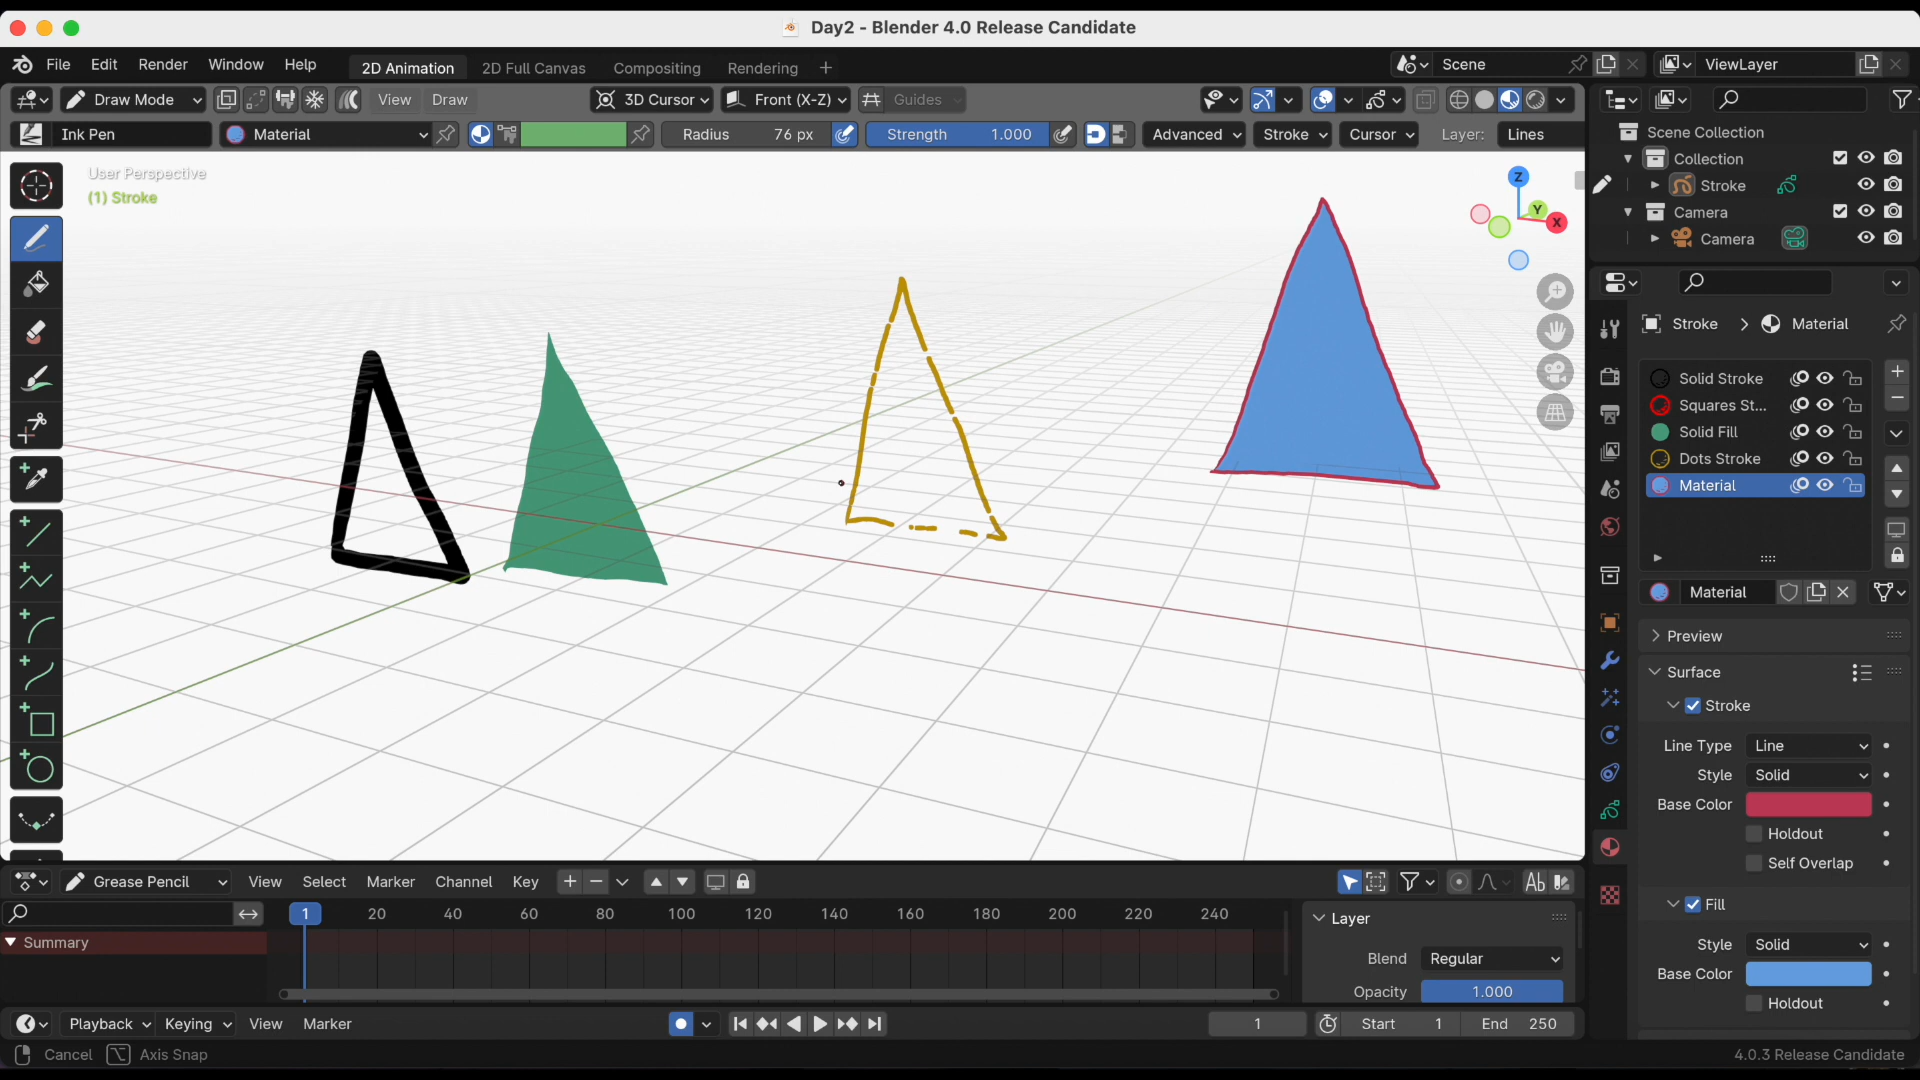 Day2 - Blender 4.0 Release Candidate
File Edit Render Window Help 2D Animation 2D Full Canvas Compositing Rendering + Scene ViewLayer
Draw Mode View Draw 3D Cursor Front (X-Z) Guides
Ink Pen Material Radius 76 px Strength 1.000 Advanced Stroke Cursor Layer: Lines
User Perspective
(1) Stroke
Z
Y
X
Scene Collection
Collection
Stroke
Camera
Camera
Stroke > Material
Solid Stroke
Squares St...
Solid Fill
Dots Stroke
Material
Material
Preview
Surface
Stroke
Line Type Line
Style Solid
Base Color
Holdout
Self Overlap
Fill
Style Solid
Base Color
Holdout
Grease Pencil View Select Marker Channel Key Ab
1 20 40 60 80 100 120 140 160 180 200 220 240
Summary
Layer
Blend Regular
Opacity 1.000
Playback Keying View Marker 1 Start 1 End 250
Cancel Axis Snap 4.0.3 Release Candidate